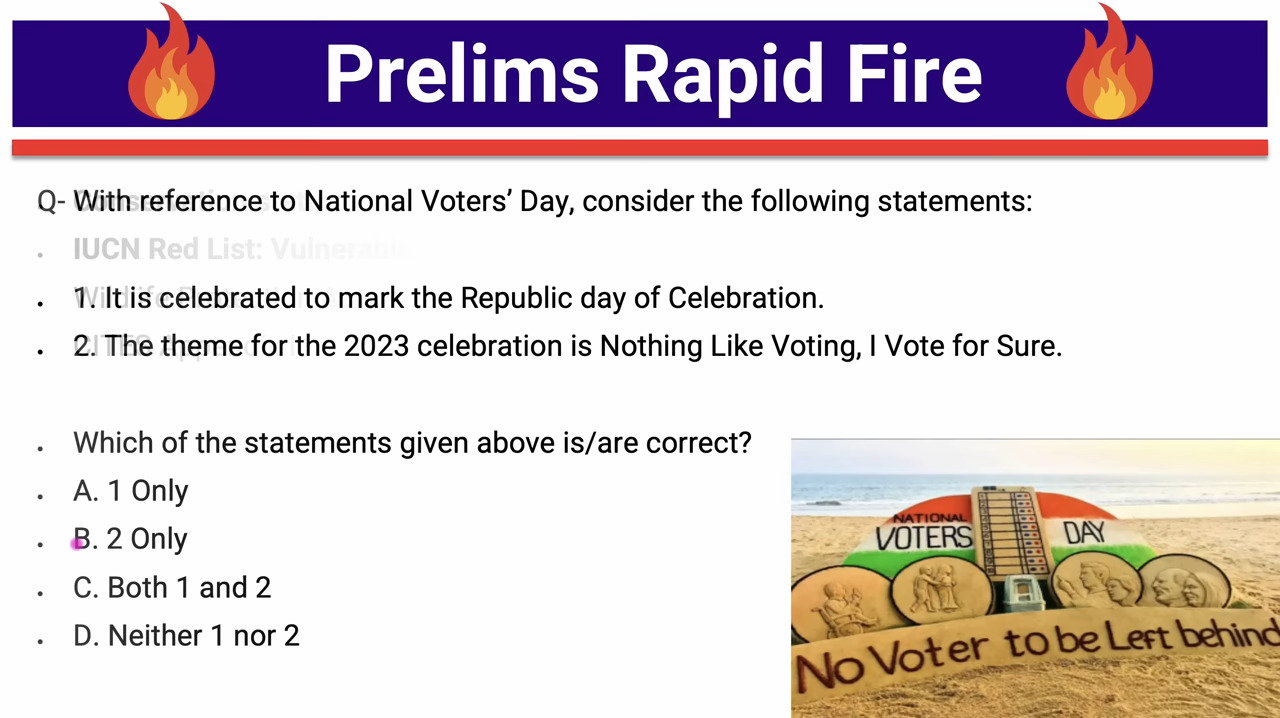 Prelims Rapid Fire
Q- With reference to National Voters’ Day, consider the following statements:
IUCN Red List:
• 1. It is celebrated to mark the Republic day of Celebration.
• 2. The theme for the 2023 celebration is Nothing Like Voting, I Vote for Sure.
• Which of the statements given above is/are correct?
• A. 1 Only
• B. 2 Only
• C. Both 1 and 2
• D. Neither 1 nor 2
NATIONAL
VOTERS DAY
No Voter to be Left behind